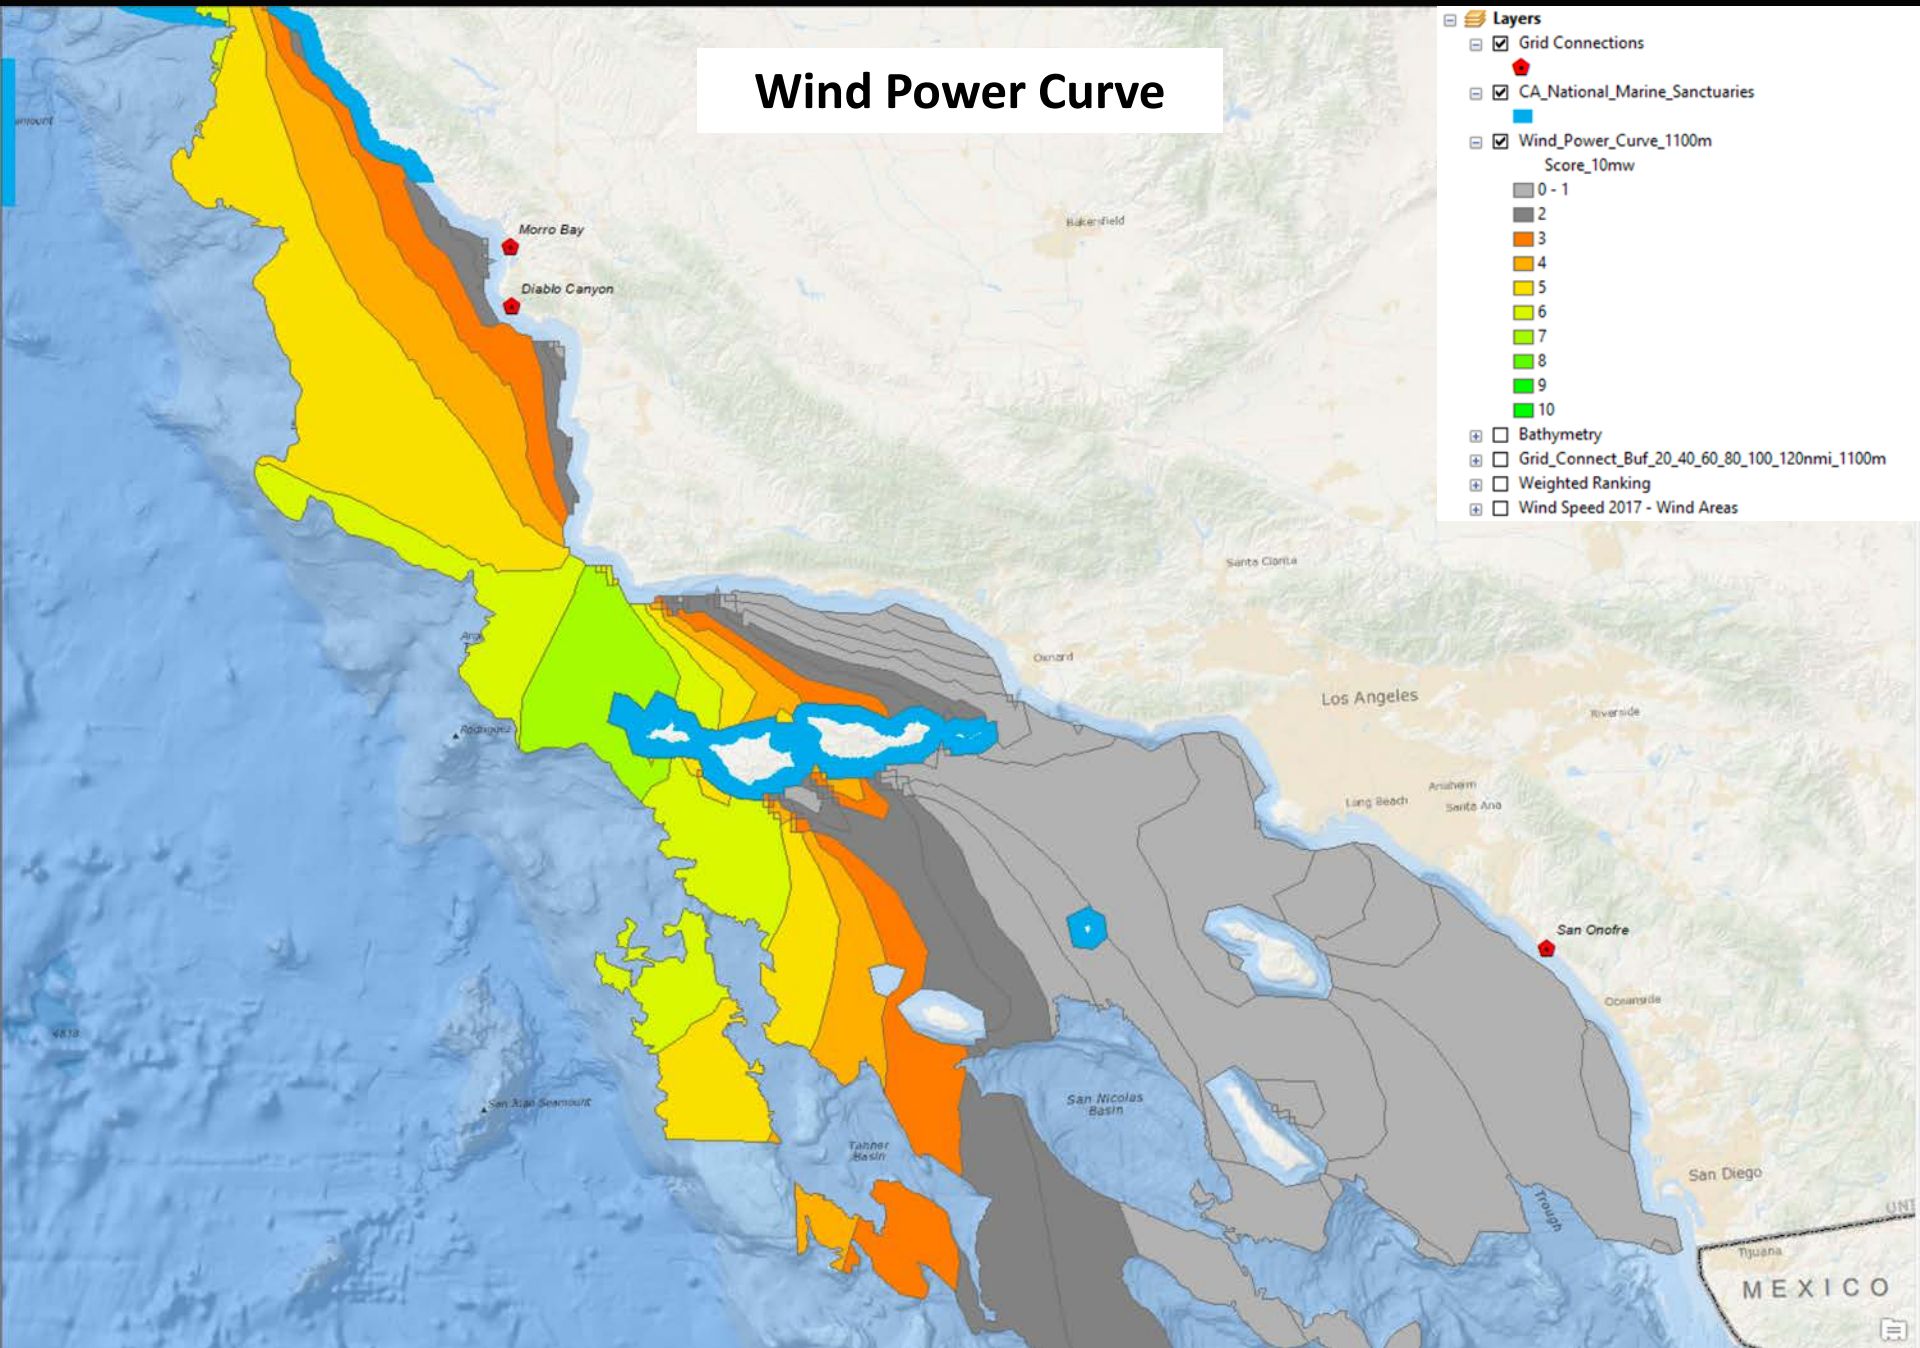 Wind Power Curve
Layers
Grid Connections
CA_National_Marine_Sanctuaries
Wind_Power_Curve_1100m
Score_10mw
0 - 1
2
3
4
5
6
7
8
9
10
Bathymetry
Grid_Connect_Buf_20_40_60_80_100_120nmi_1100m
Weighted Ranking
Wind Speed 2017 - Wind Areas
Morro Bay
Bakersfield
Diablo Canyon
Santa Clarita
Oxnard
Los Angeles
Riverside
Rodriguez
Anaheim
Long Beach
Santa Ana
San Onofre
Oceanside
San Juan Seamount
San Nicolas
Basin
Tanner
Basin
San Diego
Trough
UNI
Tijuana
MEXICO